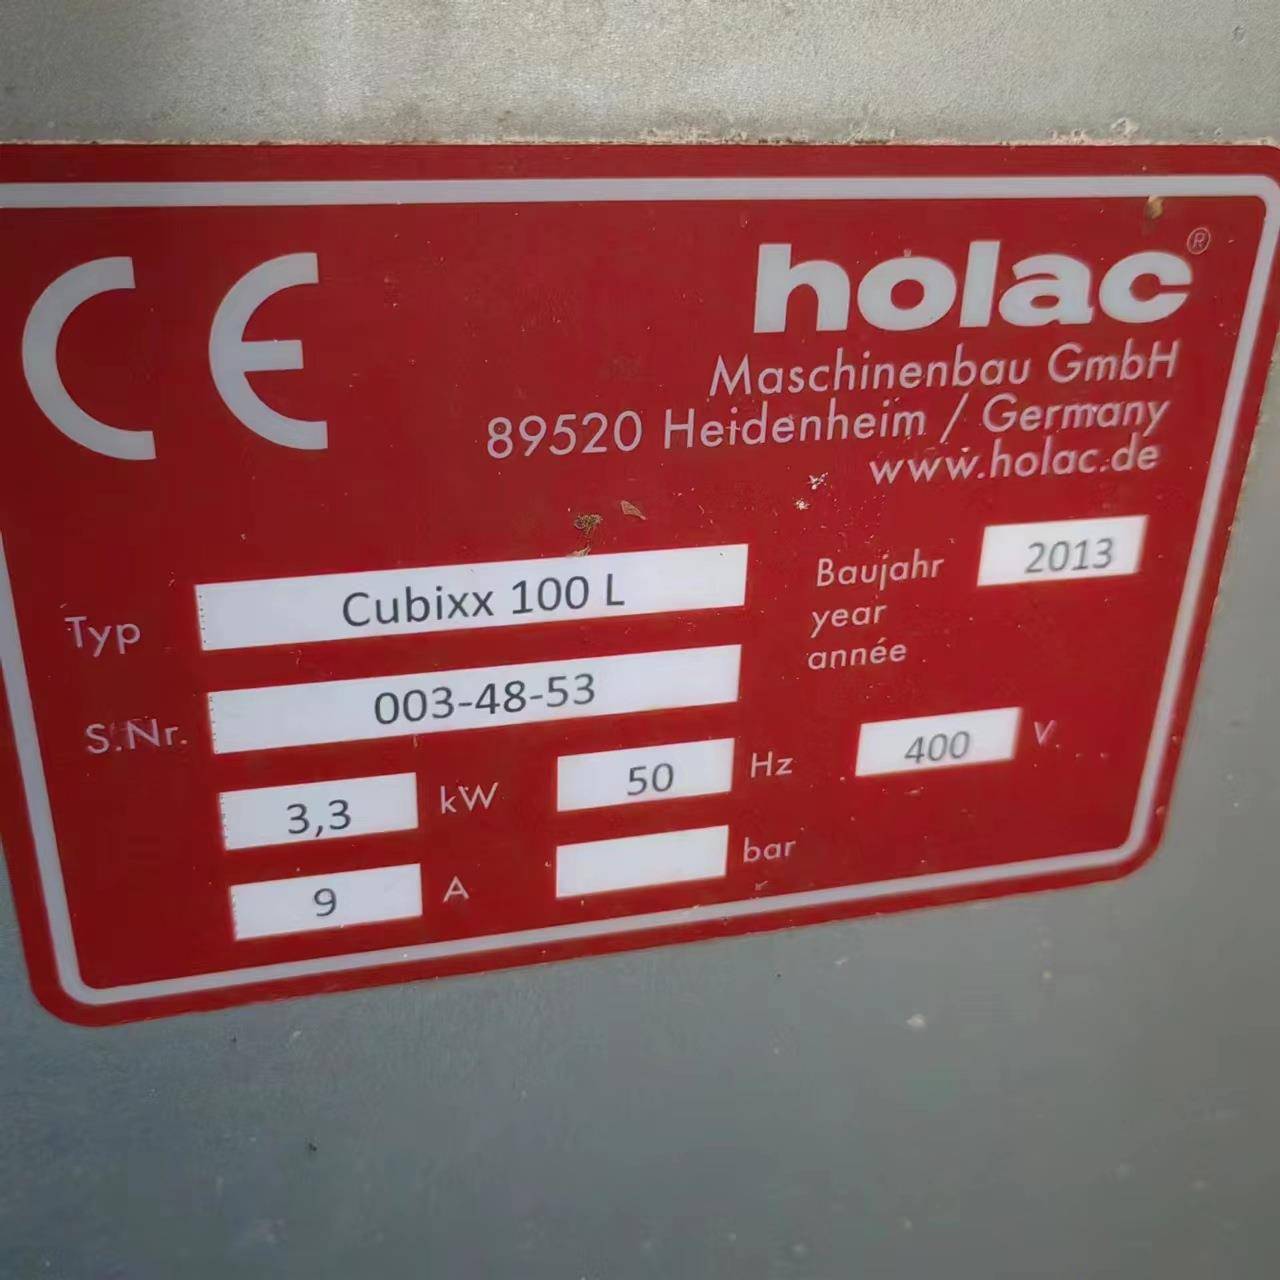 CE
holac®
Maschinenbau GmbH
89520 Heidenheim / Germany
www.holac.de
Typ Cubixx 100 L
Baujahr 2013
year
année
S.Nr. 003-48-53
3,3 kW 50 Hz 400 V
9 A bar